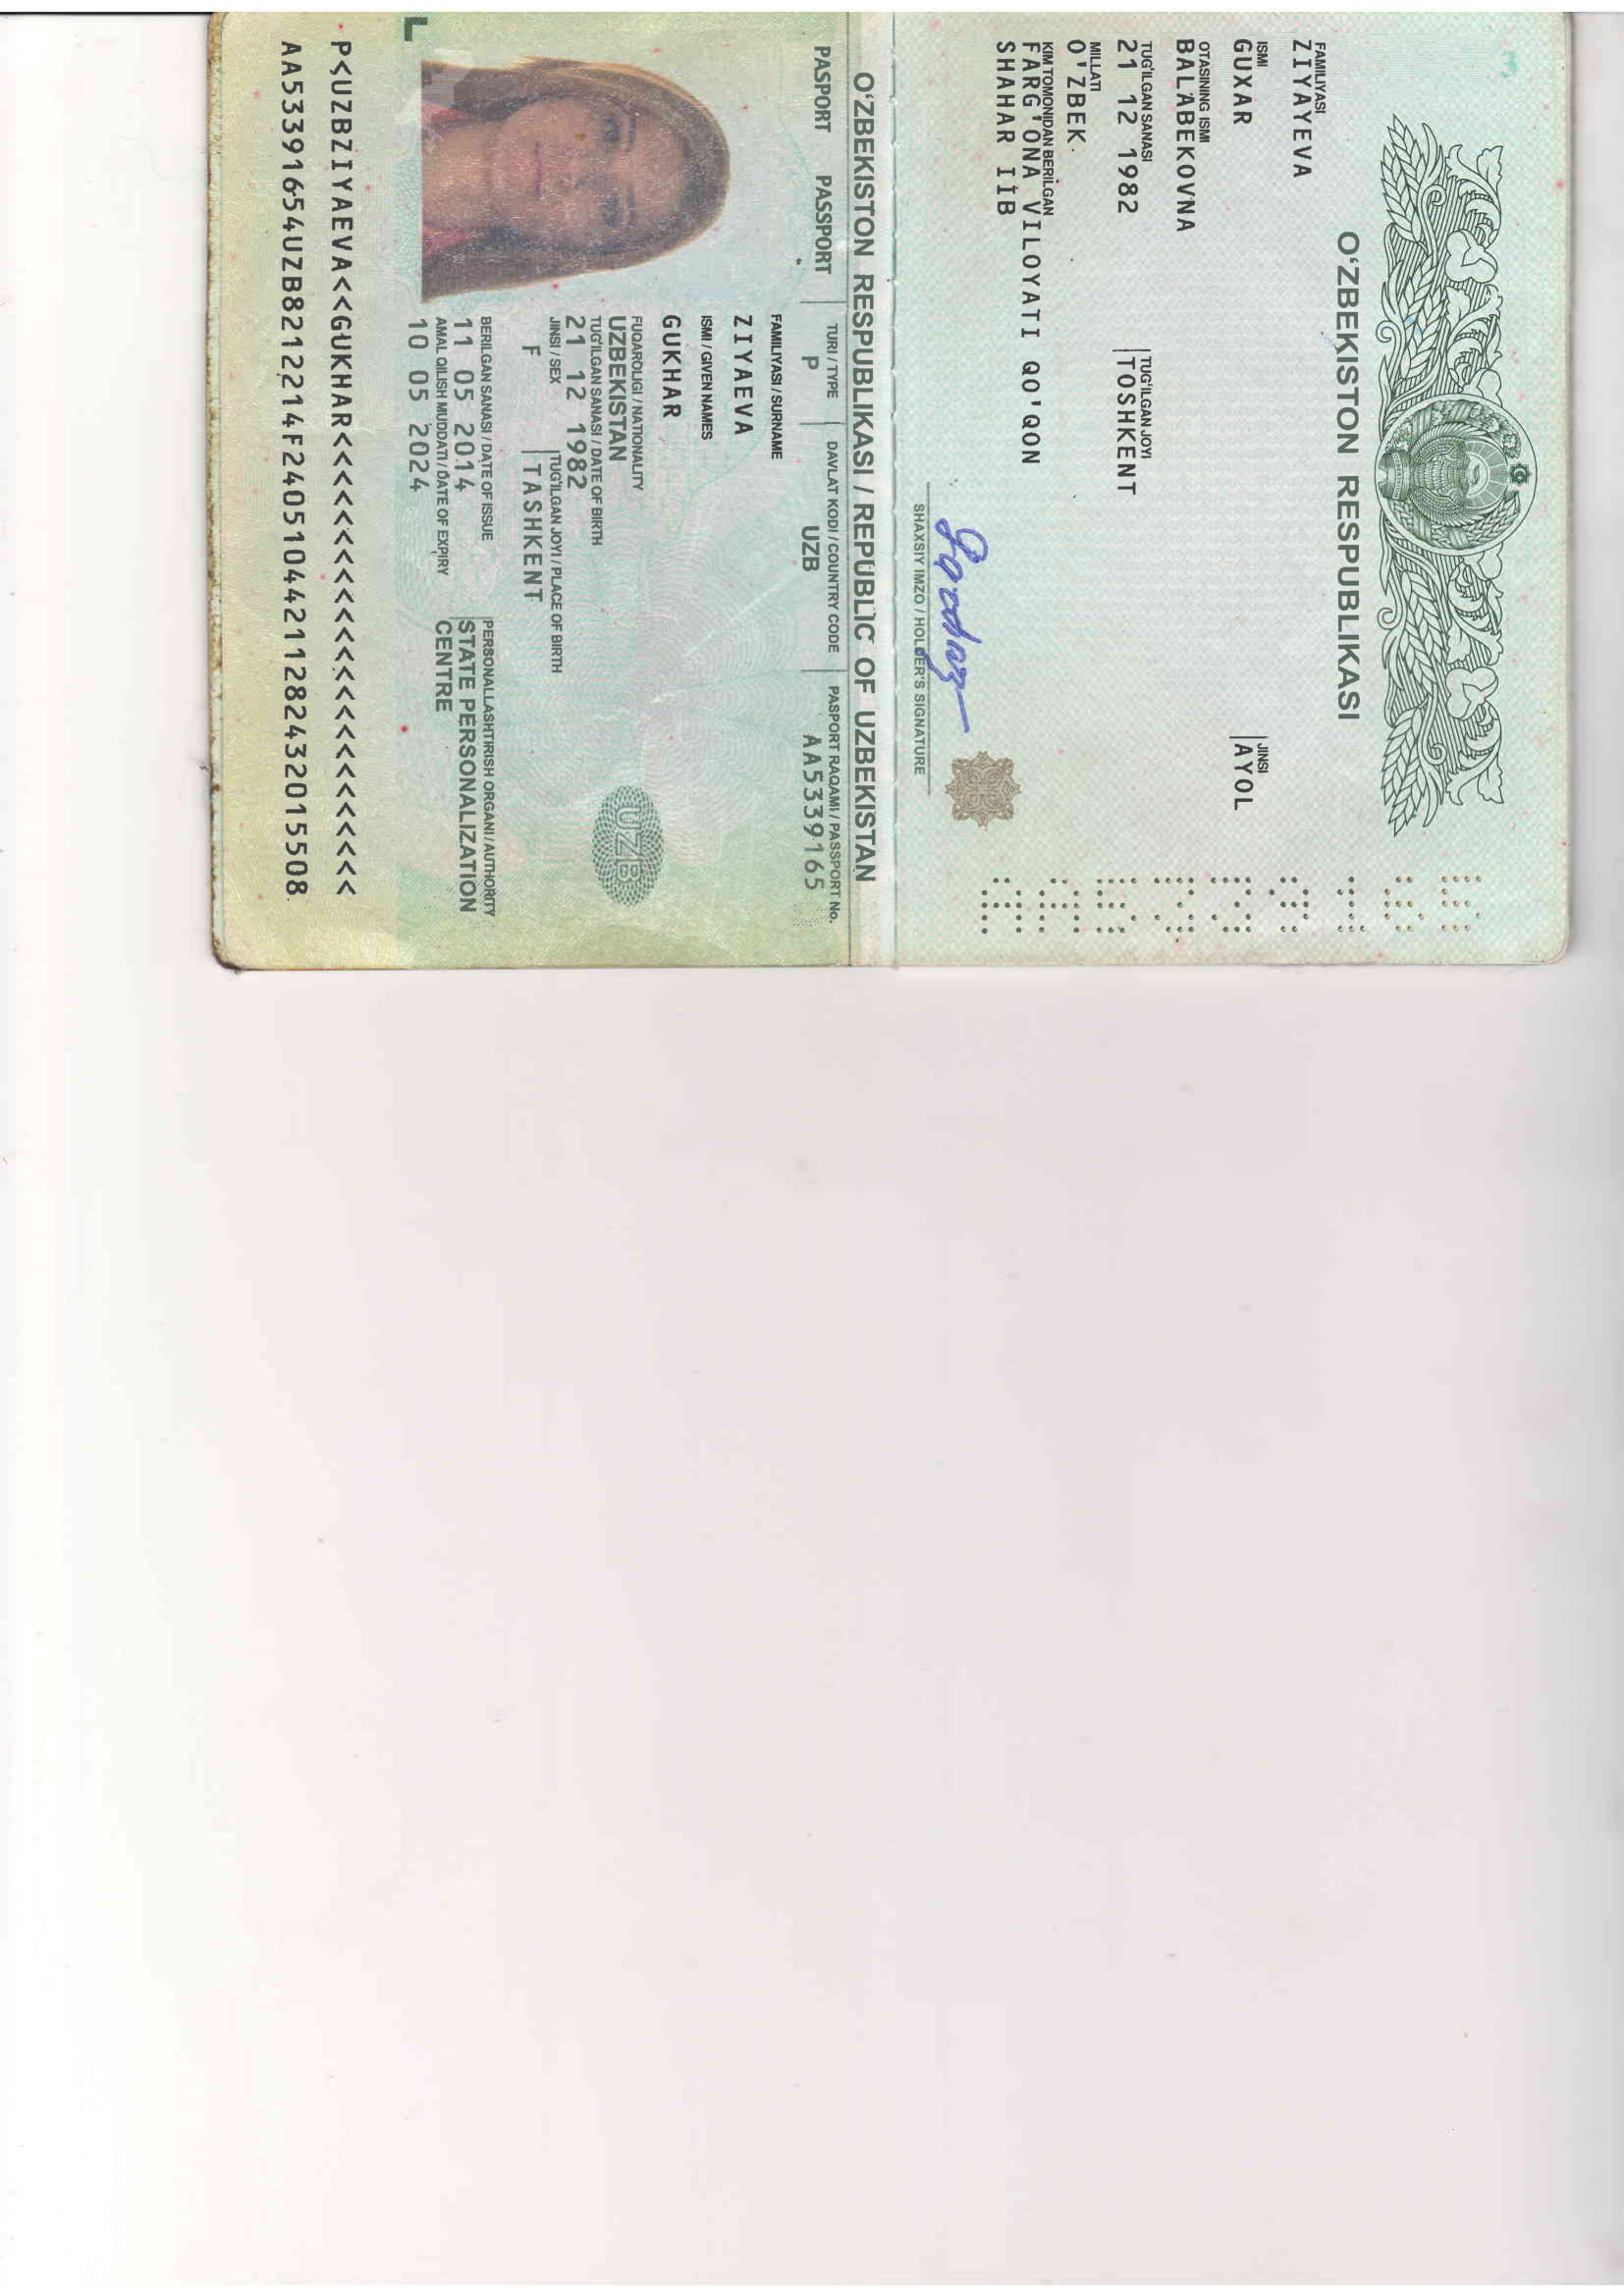 O‘ZBEKISTON RESPUBLIKASI
FAMILIYASI
ZIYAYEVA
ISMI
GUXAR
JINSI
AYOL
OTASINING ISMI
BALABEKOVNA
TUG‘ILGAN SANASI
21 12 1982
TUG‘ILGAN JOYI
TOSHKENT
MILLATI
O'ZBEK
KIM TOMONIDAN BERILGAN
FARG'ONA VILOYATI QO'QON
SHAHAR IIB
SHAXSIY IMZO / HOLDER'S SIGNATURE
AA5339165
O‘ZBEKISTON RESPUBLIKASI / REPUBLIC OF UZBEKISTAN
PASPORT PASSPORT
TURI / TYPE
P
DAVLAT KODI / COUNTRY CODE
UZB
PASPORT RAQAMI / PASSPORT No.
AA5339165
FAMILIYASI / SURNAME
ZIYAEVA
ISMI / GIVEN NAMES
GUKHAR
FUQAROLIGI / NATIONALITY
UZBEKISTAN
UZB
TUG‘ILGAN SANASI / DATE OF BIRTH
21 12 1982
JINSI / SEX
F
TUG‘ILGAN JOYI / PLACE OF BIRTH
TASHKENT
BERILGAN SANASI / DATE OF ISSUE
11 05 2014
PERSONALLASHTIRISH ORGANI / AUTHORITY
STATE PERSONALIZATION
CENTRE
AMAL QILISH MUDDATI / DATE OF EXPIRY
10 05 2024
P<UZBZIYAEVA<<GUKHAR<<<<<<<<<<<<<<<<<<<<<<<<
AA53391654UZB8212214F24051044211282432015508